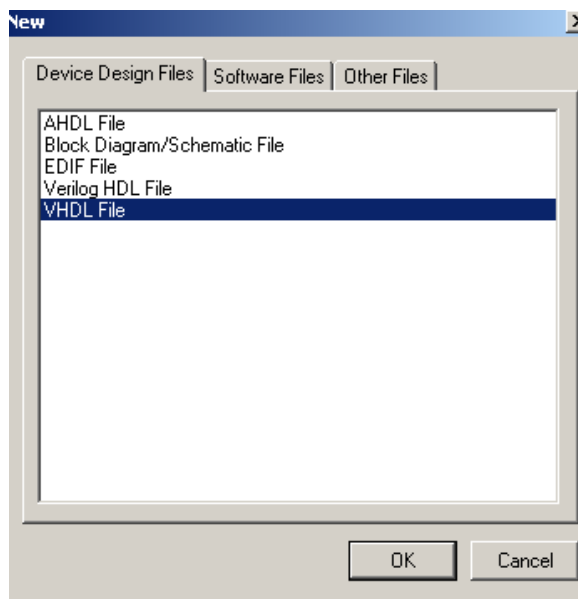 New
Device Design Files Software Files Other Files
AHDL File
Block Diagram/Schematic File
EDIF File
Verilog HDL File
VHDL File
OK Cancel